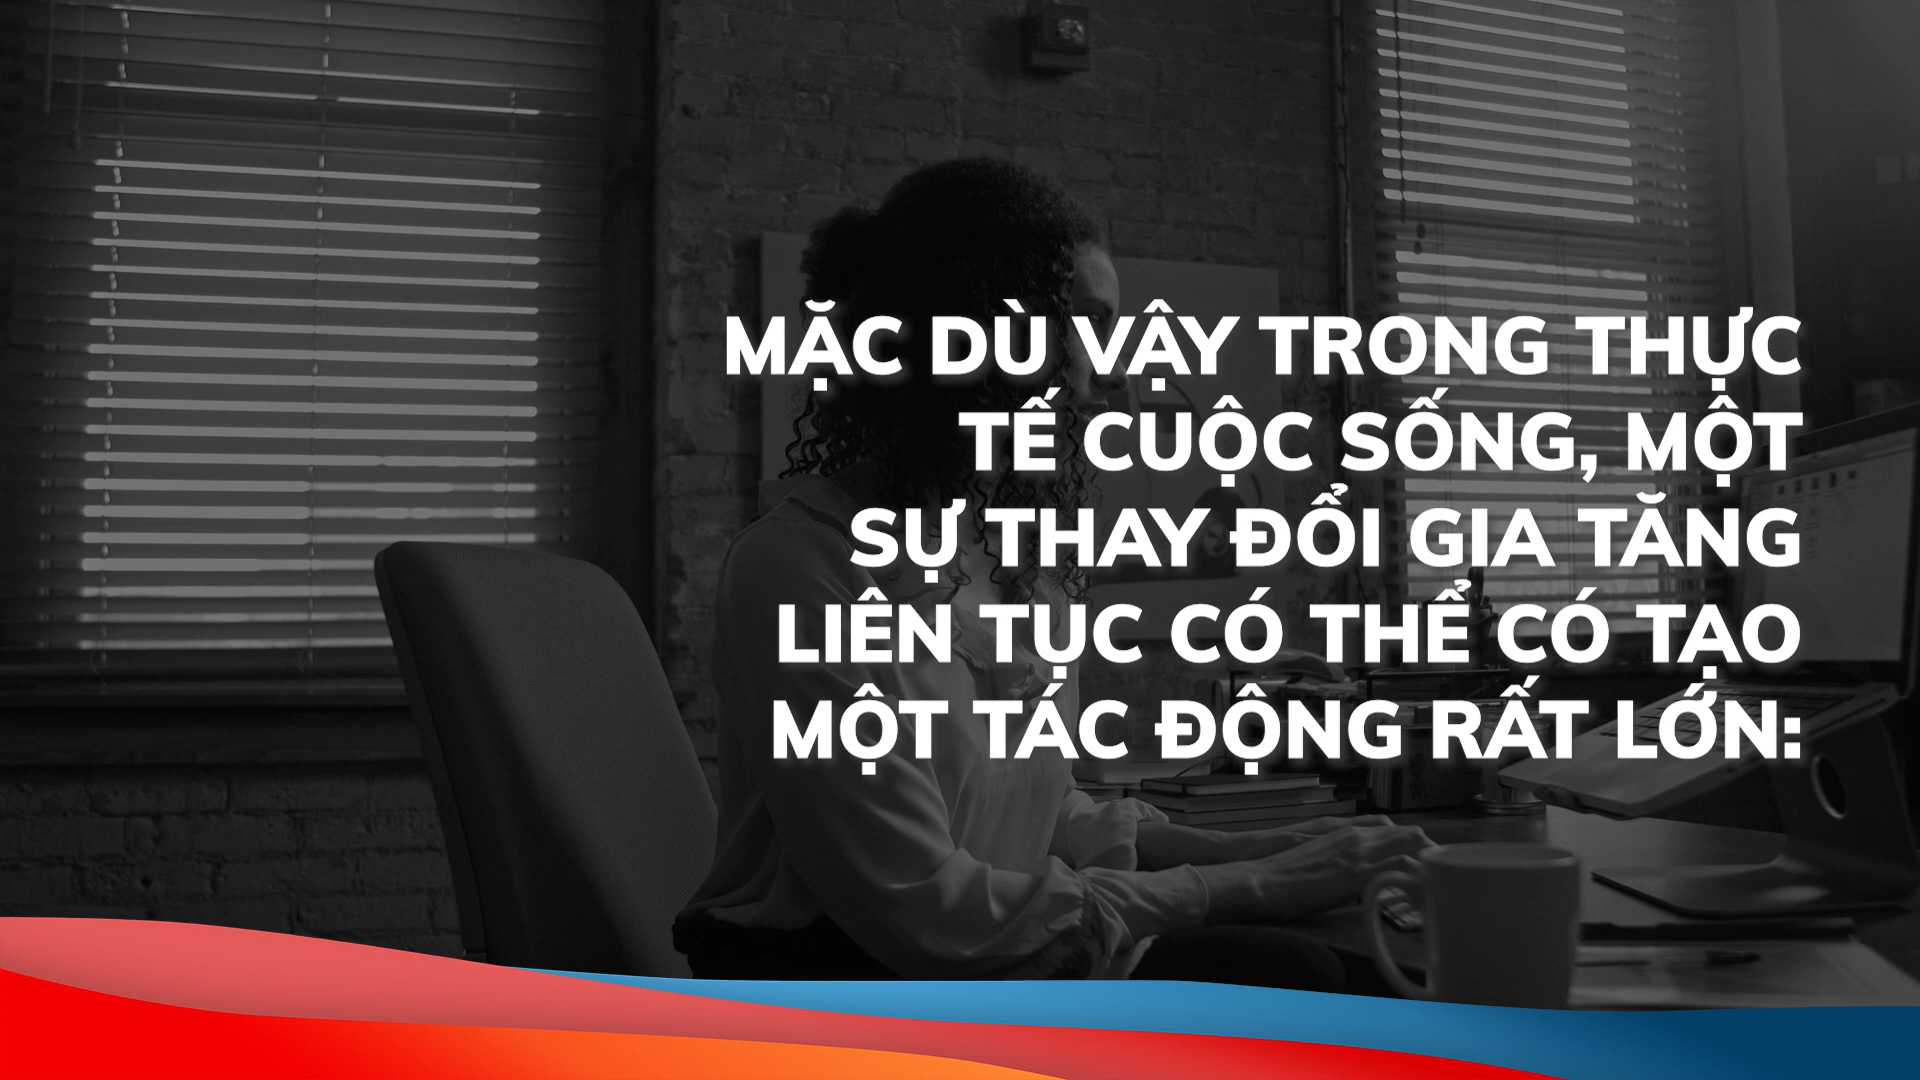 MẶC DÙ VẬY TRONG THỰC
TẾ CUỘC SỐNG, MỘT
SỰ THAY ĐỔI GIA TĂNG
LIÊN TỤC CÓ THỂ CÓ TẠO
MỘT TÁC ĐỘNG RẤT LỚN: